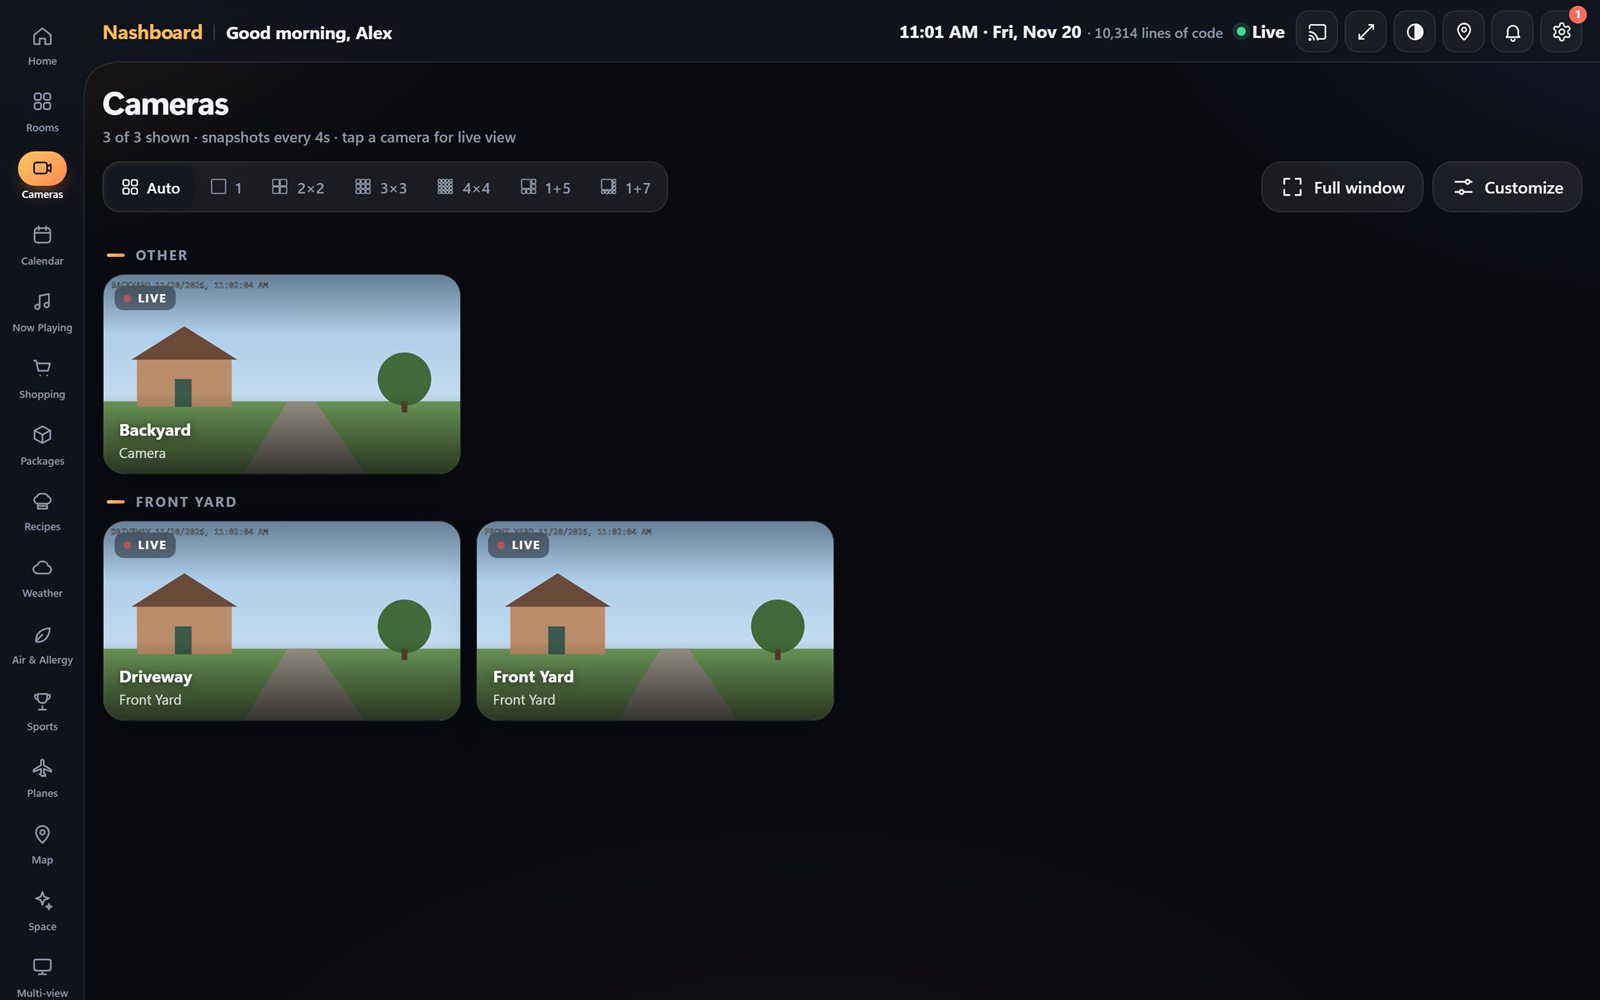 Nashboard
Good morning, Alex
11:01 AM · Fri, Nov 20 · 10,314 lines of code
Live
1
Home
Rooms
Cameras
Calendar
Now Playing
Shopping
Packages
Recipes
Weather
Air & Allergy
Sports
Planes
Map
Space
Multi-view
Cameras
3 of 3 shown · snapshots every 4s · tap a camera for live view
Auto
1
2×2
3×3
4×4
1+5
1+7
Full window
Customize
OTHER
LIVE
Backyard
Camera
FRONT YARD
LIVE
Driveway
Front Yard
LIVE
Front Yard
Front Yard